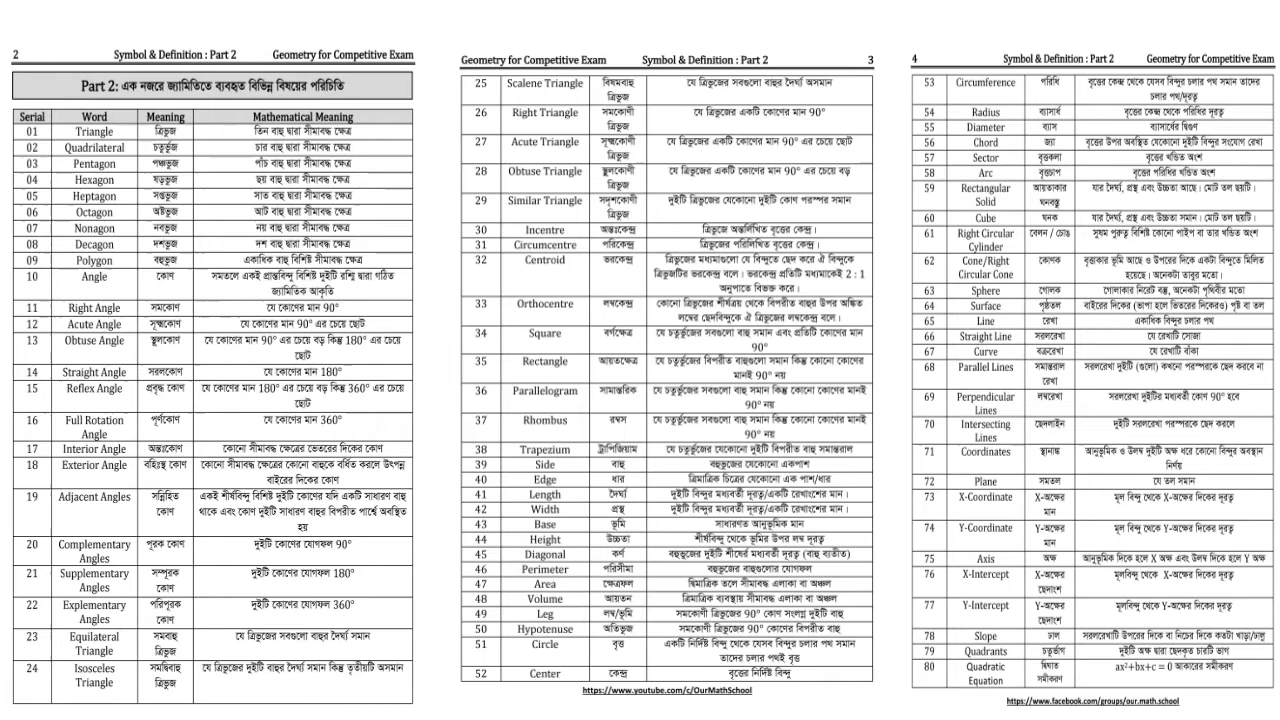 2 Symbol & Definition : Part 2 Geometry for Competitive Exam
Part 2: এক নজরে জ্যামিতিতে ব্যবহৃত বিভিন্ন বিষয়ের পরিচিতি
Serial Word Meaning Mathematical Meaning
01 Triangle ত্রিভুজ তিন বাহু দ্বারা সীমাবদ্ধ ক্ষেত্র
02 Quadrilateral চতুর্ভুজ চার বাহু দ্বারা সীমাবদ্ধ ক্ষেত্র
03 Pentagon পঞ্চভুজ পাঁচ বাহু দ্বারা সীমাবদ্ধ ক্ষেত্র
04 Hexagon ষড়ভুজ ছয় বাহু দ্বারা সীমাবদ্ধ ক্ষেত্র
05 Heptagon সপ্তভুজ সাত বাহু দ্বারা সীমাবদ্ধ ক্ষেত্র
06 Octagon অষ্টভুজ আট বাহু দ্বারা সীমাবদ্ধ ক্ষেত্র
07 Nonagon নবভুজ নয় বাহু দ্বারা সীমাবদ্ধ ক্ষেত্র
08 Decagon দশভুজ দশ বাহু দ্বারা সীমাবদ্ধ ক্ষেত্র
09 Polygon বহুভুজ একাধিক বাহু বিশিষ্ট সীমাবদ্ধ ক্ষেত্র
10 Angle কোণ সমতলে একই প্রান্তবিন্দু বিশিষ্ট দুইটি রশ্মি দ্বারা গঠিত
জ্যামিতিক আকৃতি
11 Right Angle সমকোণ যে কোণের মান 90°
12 Acute Angle সূক্ষ্মকোণ যে কোণের মান 90° এর চেয়ে ছোট
13 Obtuse Angle স্থূলকোণ যে কোণের মান 90° এর চেয়ে বড় কিন্তু 180° এর চেয়ে
ছোট
14 Straight Angle সরলকোণ যে কোণের মান 180°
15 Reflex Angle প্রবৃদ্ধ কোণ যে কোণের মান 180° এর চেয়ে বড় কিন্তু 360° এর চেয়ে
ছোট
16 Full Rotation পূর্ণকোণ যে কোণের মান 360°
Angle
17 Interior Angle অন্তঃকোণ কোনো সীমাবদ্ধ ক্ষেত্রের ভেতরের দিকের কোণ
18 Exterior Angle বহিঃস্থ কোণ কোনো সীমাবদ্ধ ক্ষেত্রের কোনো বাহুকে বর্ধিত করলে উৎপন্ন
বাইরের দিকের কোণ
19 Adjacent Angles সন্নিহিত একই শীর্ষবিন্দু বিশিষ্ট দুইটি কোণের যদি একটি সাধারণ বাহু
কোণ থাকে এবং কোণ দুইটি সাধারণ বাহুর বিপরীত পার্শ্বে অবস্থিত
হয়
20 Complementary পূরক কোণ দুইটি কোণের যোগফল 90°
Angles
21 Supplementary সম্পূরক দুইটি কোণের যোগফল 180°
Angles কোণ
22 Explementary পরিপূরক দুইটি কোণের যোগফল 360°
Angles কোণ
23 Equilateral সমবাহু যে ত্রিভুজের সবগুলো বাহুর দৈর্ঘ্য সমান
Triangle ত্রিভুজ
24 Isosceles সমদ্বিবাহু যে ত্রিভুজের দুইটি বাহুর দৈর্ঘ্য সমান কিন্তু তৃতীয়টি অসমান
Triangle ত্রিভুজ
Geometry for Competitive Exam Symbol & Definition : Part 2 3
25 Scalene Triangle বিষমবাহু যে ত্রিভুজের সবগুলো বাহুর দৈর্ঘ্য অসমান
ত্রিভুজ
26 Right Triangle সমকোণী যে ত্রিভুজের একটি কোণের মান 90°
ত্রিভুজ
27 Acute Triangle সূক্ষ্মকোণী যে ত্রিভুজের একটি কোণের মান 90° এর চেয়ে ছোট
ত্রিভুজ
28 Obtuse Triangle স্থূলকোণী যে ত্রিভুজের একটি কোণের মান 90° এর চেয়ে বড়
ত্রিভুজ
29 Similar Triangle সদৃশকোণী দুইটি ত্রিভুজের যেকোনো দুইটি কোণ পরস্পর সমান
ত্রিভুজ
30 Incentre অন্তঃকেন্দ্র ত্রিভুজে অন্তর্লিখিত বৃত্তের কেন্দ্র।
31 Circumcentre পরিকেন্দ্র ত্রিভুজের পরিলিখিত বৃত্তের কেন্দ্র।
32 Centroid ভরকেন্দ্র ত্রিভুজের মধ্যমাগুলো যে বিন্দুতে ছেদ করে ঐ বিন্দুকে
ত্রিভুজটির ভরকেন্দ্র বলে। ভরকেন্দ্র প্রতিটি মধ্যমাকেই 2 : 1
অনুপাতে বিভক্ত করে।
33 Orthocentre লম্বকেন্দ্র কোনো ত্রিভুজের শীর্ষত্রয় থেকে বিপরীত বাহুর উপর অঙ্কিত
লম্বের ছেদবিন্দুকে ঐ ত্রিভুজের লম্বকেন্দ্র বলে।
34 Square বর্গক্ষেত্র যে চতুর্ভুজের সবগুলো বাহু সমান এবং প্রতিটি কোণের মান
90°
35 Rectangle আয়তক্ষেত্র যে চতুর্ভুজের বিপরীত বাহুগুলো সমান কিন্তু কোনো কোণের
মানই 90° নয়
36 Parallelogram সামান্তরিক যে চতুর্ভুজের সবগুলো বাহু সমান কিন্তু কোনো কোণের মানই
90° নয়
37 Rhombus রম্বস যে চতুর্ভুজের সবগুলো বাহু সমান কিন্তু কোনো কোণের মানই
90° নয়
38 Trapezium ট্রাপিজিয়াম যে চতুর্ভুজের যেকোনো দুইটি বিপরীত বাহু সমান্তরাল
39 Side বাহু বহুভুজের যেকোনো একপাশ
40 Edge ধার ত্রিমাত্রিক চিত্রের যেকোনো এক পাশ/ধার
41 Length দৈর্ঘ্য দুইটি বিন্দুর মধ্যবর্তী দূরত্ব/একটি রেখাংশের মান।
42 Width প্রস্থ দুইটি বিন্দুর মধ্যবর্তী দূরত্ব/একটি রেখাংশের মান।
43 Base ভূমি সাধারণত আনুভূমিক মান
44 Height উচ্চতা শীর্ষবিন্দু থেকে ভূমির উপর লম্ব দূরত্ব
45 Diagonal কর্ণ বহুভুজের দুইটি শীর্ষের মধ্যবর্তী দূরত্ব (বাহু ব্যতীত)
46 Perimeter পরিসীমা বহুভুজের বাহুগুলোর যোগফল
47 Area ক্ষেত্রফল দ্বিমাত্রিক তলে সীমাবদ্ধ এলাকা বা অঞ্চল
48 Volume আয়তন ত্রিমাত্রিক ব্যবস্থায় সীমাবদ্ধ এলাকা বা অঞ্চল
49 Leg লম্ব/ভূমি সমকোণী ত্রিভুজের 90° কোণ সংলগ্ন দুইটি বাহু
50 Hypotenuse অতিভুজ সমকোণী ত্রিভুজের 90° কোণের বিপরীত বাহু
51 Circle বৃত্ত একটি নির্দিষ্ট বিন্দু থেকে যেসব বিন্দুর চলার পথ সমান
তাদের চলার পথই বৃত্ত
52 Center কেন্দ্র বৃত্তের নির্দিষ্ট বিন্দু
https://www.youtube.com/c/OurMathSchool
4 Symbol & Definition : Part 2 Geometry for Competitive Exam
53 Circumference পরিধি বৃত্তের কেন্দ্র থেকে যেসব বিন্দুর চলার পথ সমান তাদের
চলার পথ/দূরত্ব
54 Radius ব্যাসার্ধ বৃত্তের কেন্দ্র থেকে পরিধির দূরত্ব
55 Diameter ব্যাস ব্যাসার্ধের দ্বিগুণ
56 Chord জ্যা বৃত্তের উপর অবস্থিত যেকোনো দুইটি বিন্দুর সংযোগ রেখা
57 Sector বৃত্তকলা বৃত্তের খন্ডিত অংশ
58 Arc বৃত্তচাপ বৃত্তের পরিধির খন্ডিত অংশ
59 Rectangular আয়তাকার যার দৈর্ঘ্য, প্রস্থ এবং উচ্চতা আছে। মোট তল ছয়টি।
Solid ঘনবস্তু
60 Cube ঘনক যার দৈর্ঘ্য, প্রস্থ এবং উচ্চতা সমান। মোট তল ছয়টি।
61 Right Circular বেলন / চোঙ সুষম পুরুত্ব বিশিষ্ট কোনো পাইপ বা তার খন্ডিত অংশ
Cylinder
62 Cone/Right কোণক বৃত্তাকার ভূমি আছে ও উপরের দিকে একটা বিন্দুতে মিলিত
Circular Cone হয়েছে। অনেকটা তাবুর মতো।
63 Sphere গোলক গোলাকার নিরেট বস্তু, অনেকটা পৃথিবীর মতো
64 Surface পৃষ্ঠতল বাইরের দিকের (ভাগা হলে ভিতরের দিকেরও) পৃষ্ট বা তল
65 Line রেখা একাধিক বিন্দুর চলার পথ
66 Straight Line সরলরেখা যে রেখাটি সোজা
67 Curve বক্ররেখা যে রেখাটি বাঁকা
68 Parallel Lines সমান্তরাল সরলরেখা দুইটি (গুলো) কখনো পরস্পরকে ছেদ করবে না
রেখা
69 Perpendicular লম্বরেখা সরলরেখা দুইটির মধ্যবর্তী কোণ 90° হবে
Lines
70 Intersecting ছেদলাইন দুইটি সরলরেখা পরস্পরকে ছেদ করলে
Lines
71 Coordinates স্থানাঙ্ক আনুভূমিক ও উলম্ব দুইটি অক্ষ ধরে কোনো বিন্দুর অবস্থান
নির্ণয়
72 Plane সমতল যে তল সমান
73 X-Coordinate X-অক্ষের মূল বিন্দু থেকে X-অক্ষের দিকের দূরত্ব
মান
74 Y-Coordinate Y-অক্ষের মূল বিন্দু থেকে Y-অক্ষের দিকের দূরত্ব
মান
75 Axis অক্ষ আনুভূমিক দিকে হলে X অক্ষ এবং উলম্ব দিকে হলে Y অক্ষ
76 X-Intercept X-অক্ষের মূলবিন্দু থেকে X-অক্ষের দিকের দূরত্ব
ছেদাংশ
77 Y-Intercept Y-অক্ষের মূলবিন্দু থেকে Y-অক্ষের দিকের দূরত্ব
ছেদাংশ
78 Slope ঢাল সরলরেখাটি উপরের দিকে বা নিচের দিকে কতটা খাড়া/ঢালু
79 Quadrants চতুর্ভাগ দুইটি অক্ষ দ্বারা ছেদকৃত চারটি ভাগ
80 Quadratic দ্বিঘাত ax²+bx+c = 0 আকারের সমীকরণ
Equation সমীকরণ
https://www.facebook.com/groups/our.math.school